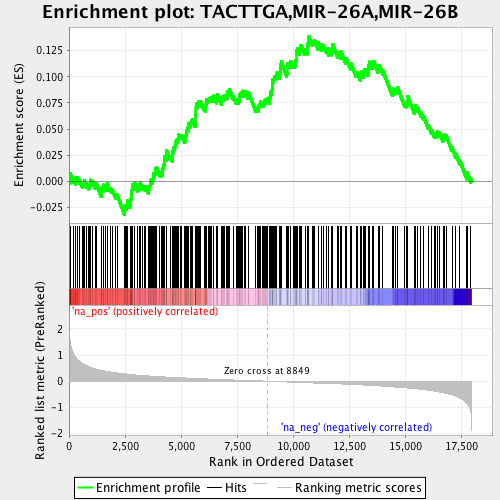 Enrichment plot: TACTTGA,MIR-26A,MIR-26B
Enrichment score (ES)
0.125
0.100
0.075
0.050
0.025
0.000
-0.025
'na_pos' (positively correlated)
Ranked list metric (PreRanked)
2
1
0
-1
-2
Zero cross at 8849
'na_neg' (negatively correlated)
0
2,500
5,000
7,500
10,000
12,500
15,000
17,500
Rank in Ordered Dataset
Enrichment profile
Hits
Ranking metric scores